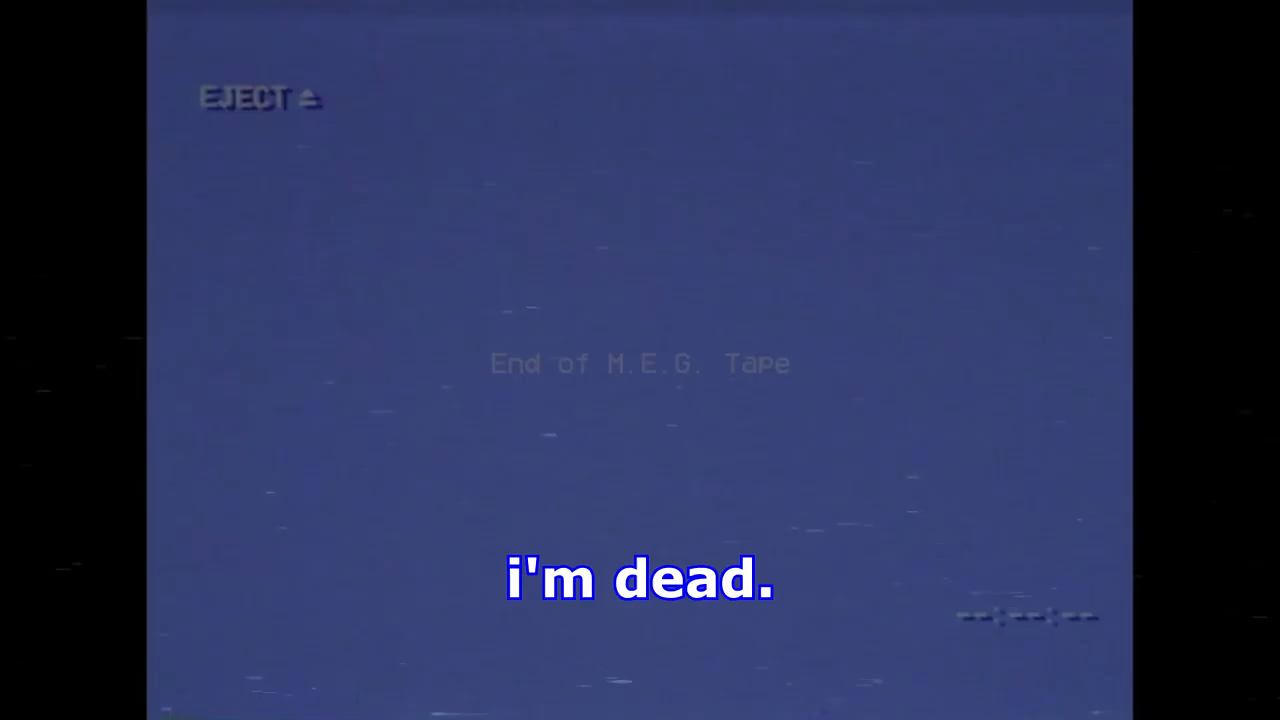 EJECT ⏏
End of M.E.G. Tape
i'm dead.
--:--:--